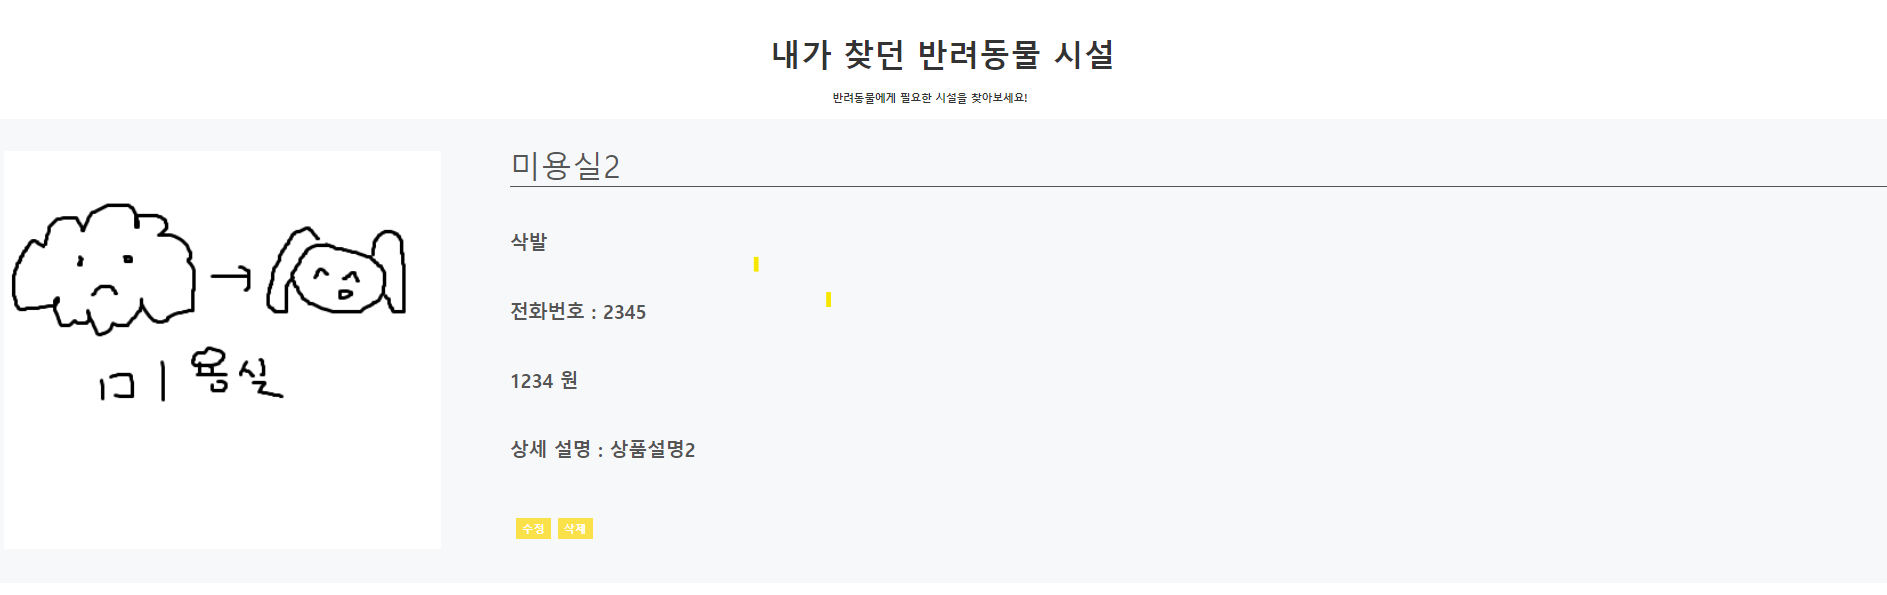 내가 찾던 반려동물 시설
반려동물에게 필요한 시설을 찾아보세요!
미용실2
삭발
전화번호 : 2345
1234 원
상세 설명 : 상품설명2
미용실
수정 삭제